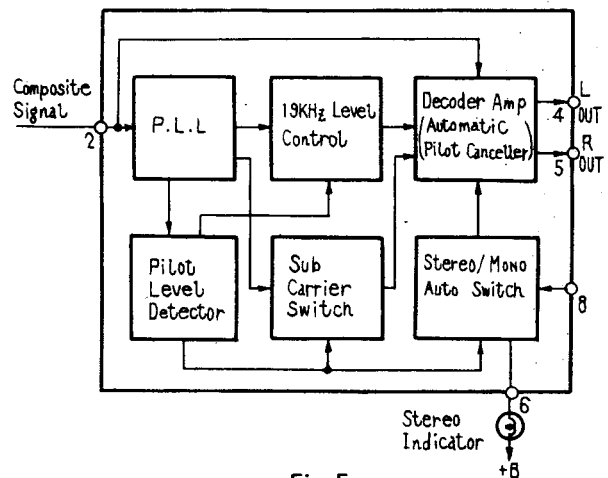 Composite
Signal
2
P.L.L
19KHz Level
Control
Decoder Amp
(Automatic
Pilot Canceller)
4
L
OUT
5
R
OUT
Pilot
Level
Detector
Sub
Carrier
Switch
Stereo/Mono
Auto Switch
8
6
Stereo
Indicator
+B